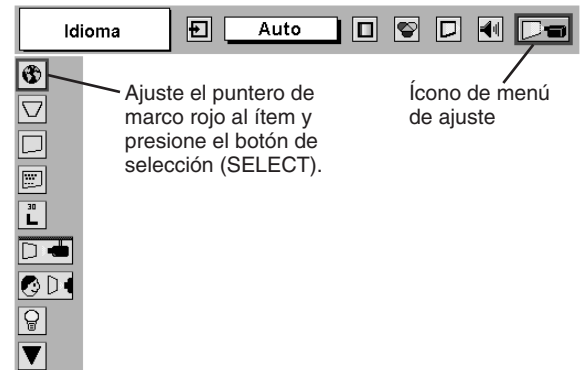 Idioma
Auto
Ajuste el puntero de
marco rojo al ítem y
presione el botón de
selección (SELECT).
Ícono de menú
de ajuste
30
L